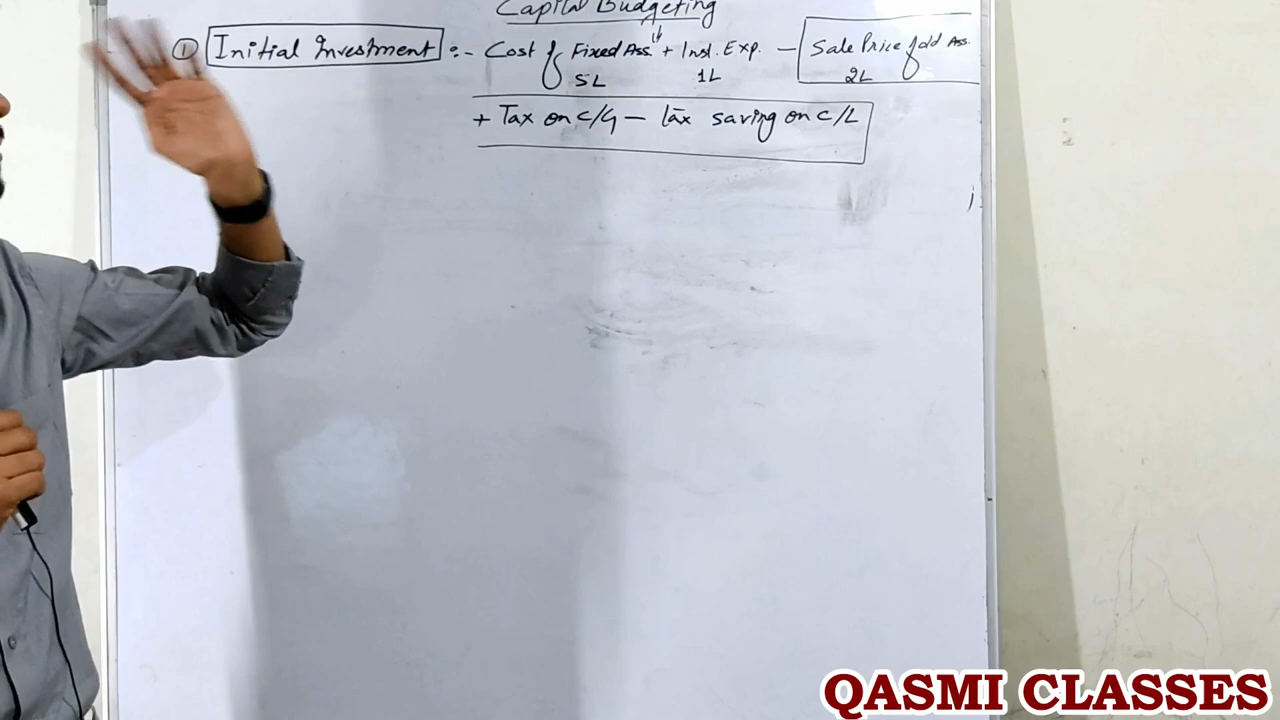 Capital Budgeting
① Initial Investment :- Cost of Fixed Ass. + Inst. Exp. - Sale Price of old Ass.
5L 1L 2L
+ Tax on C/G - Tax saving on C/L
QASMI CLASSES